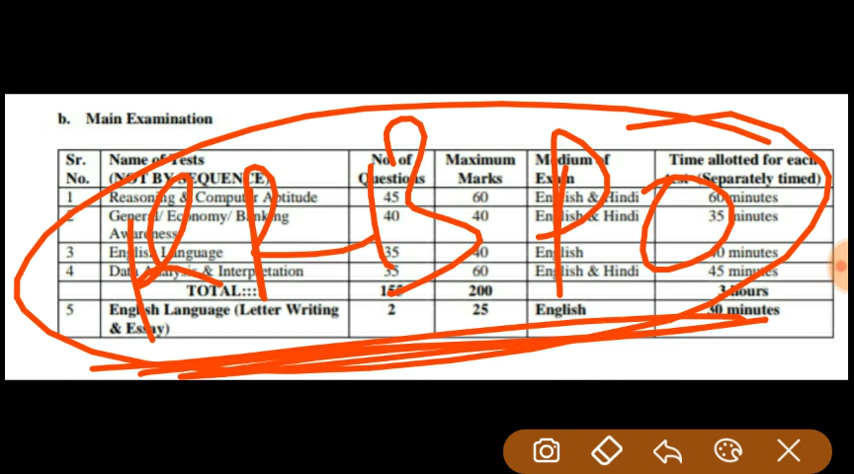 b. Main Examination
Sr. No. Name of Tests (NOT BY SEQUENCE) No. of Questions Maximum Marks Medium of Exam Time allotted for each test (Separately timed)
1 Reasoning & Computer Aptitude 45 60 English & Hindi 60 minutes
2 General/ Economy/ Banking Awareness 40 40 English & Hindi 35 minutes
3 English Language 35 40 English 40 minutes
4 Data Analysis & Interpretation 35 60 English & Hindi 45 minutes
TOTAL::: 155 200 3 hours
5 English Language (Letter Writing & Essay) 2 25 English 30 minutes